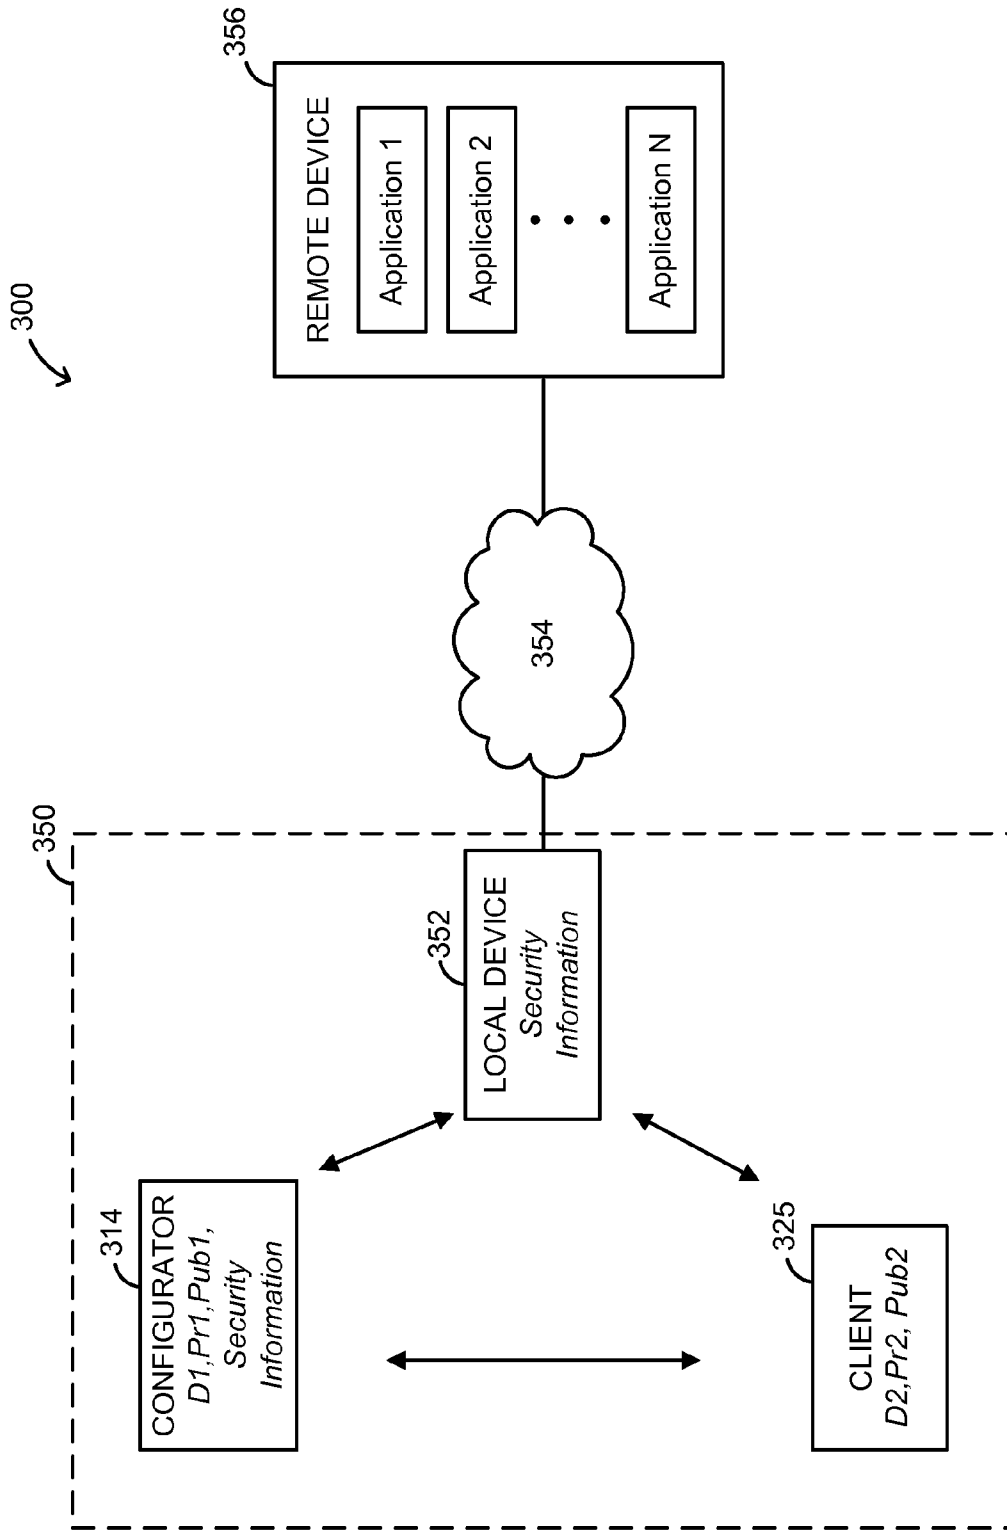 300
350
314
CONFIGURATOR
D1,Pr1,Pub1,
Security
Information
352
LOCAL DEVICE
Security
Information
325
CLIENT
D2,Pr2, Pub2
354
356
REMOTE DEVICE
Application 1
Application 2
Application N